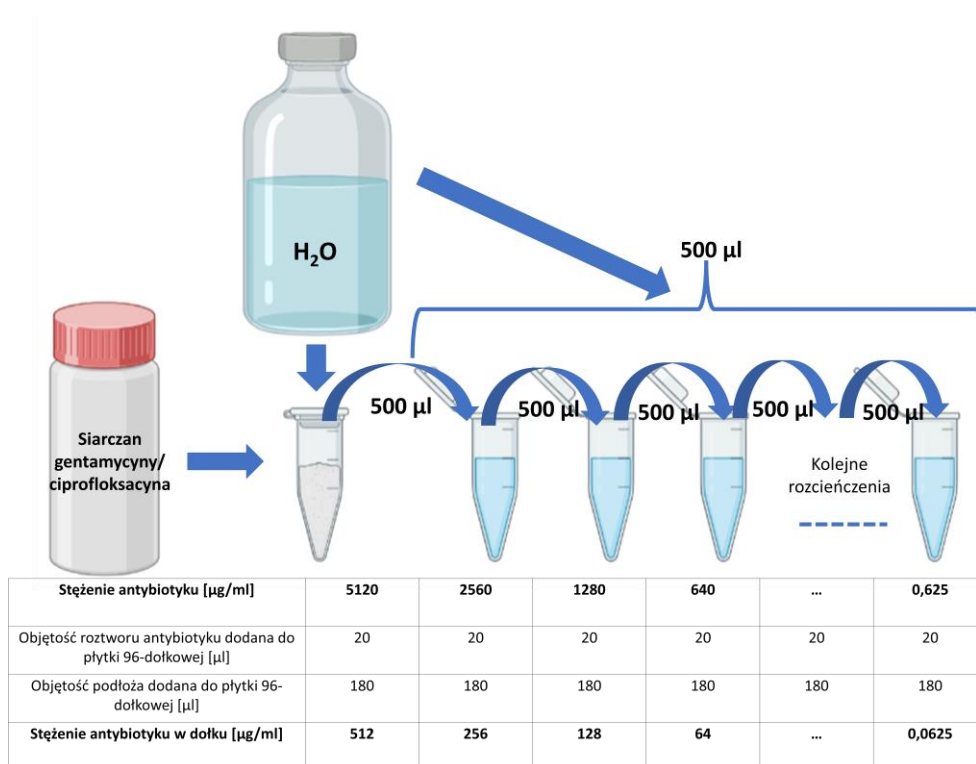 H₂O
500 µl
Siarczan
gentamycyny/
ciprofloksacyna
500 µl
500 µl
500 µl
500 µl
500 µl
Kolejne
rozcieńczenia
Stężenie antybiotyku [µg/ml] 5120 2560 1280 640 ... 0,625
Objętość roztworu antybiotyku dodana do
płytki 96-dołkowej [µl] 20 20 20 20 20 20
Objętość podłoża dodana do płytki 96-
dołkowej [µl] 180 180 180 180 180 180
Stężenie antybiotyku w dołku [µg/ml] 512 256 128 64 ... 0,0625